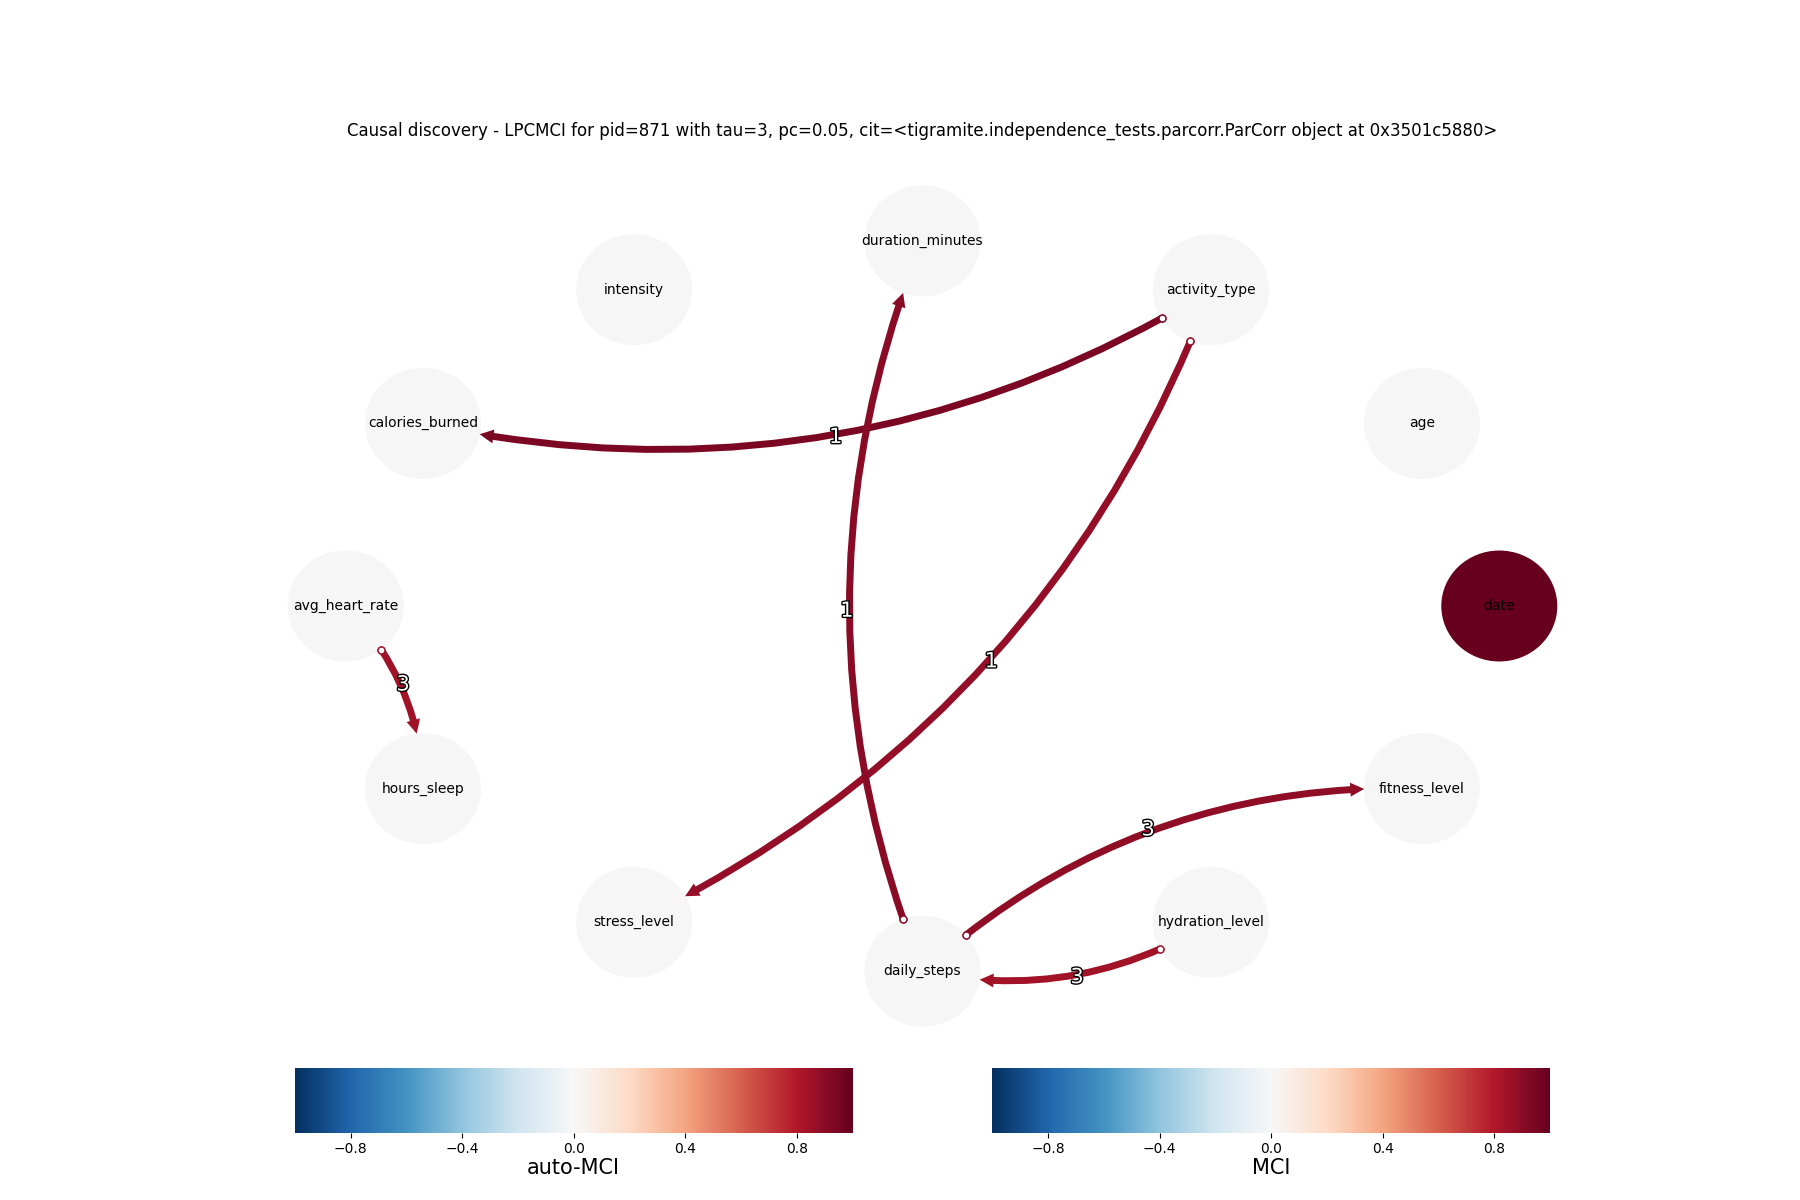 Causal discovery - LPCMCI for pid=871 with tau=3, pc=0.05, cit=<tigramite.independence_tests.parcorr.ParCorr object at 0x3501c5880>
duration_minutes
intensity
activity_type
calories_burned
age
1
avg_heart_rate
date
1
1
3
hours_sleep
fitness_level
3
stress_level
hydration_level
daily_steps
3
−0.8 −0.4 0.0 0.4 0.8
auto-MCI
−0.8 −0.4 0.0 0.4 0.8
MCI